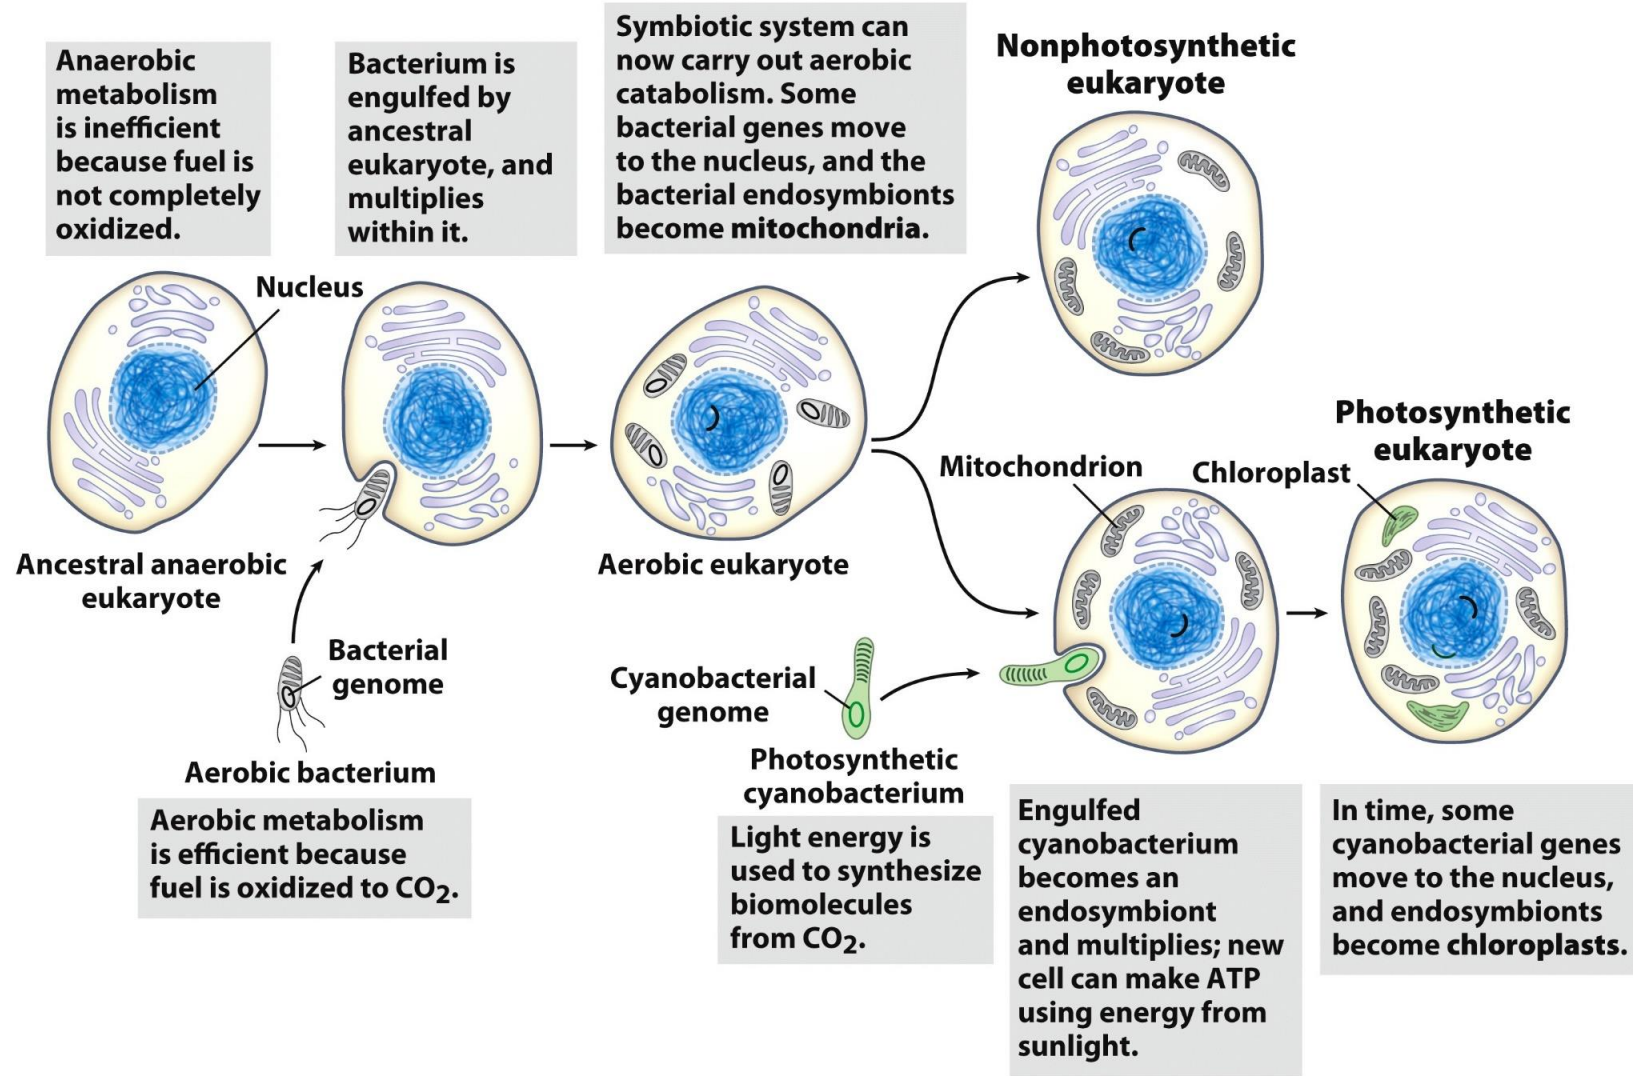 Anaerobic
metabolism
is inefficient
because fuel is
not completely
oxidized.
Bacterium is
engulfed by
ancestral
eukaryote, and
multiplies
within it.
Symbiotic system can
now carry out aerobic
catabolism. Some
bacterial genes move
to the nucleus, and the
bacterial endosymbionts
become mitochondria.
Nonphotosynthetic
eukaryote
Nucleus
Ancestral anaerobic
eukaryote
Aerobic eukaryote
Bacterial
genome
Aerobic bacterium
Aerobic metabolism
is efficient because
fuel is oxidized to CO₂.
Mitochondrion
Chloroplast
Photosynthetic
eukaryote
Cyanobacterial
genome
Photosynthetic
cyanobacterium
Light energy is
used to synthesize
biomolecules
from CO₂.
Engulfed
cyanobacterium
becomes an
endosymbiont
and multiplies; new
cell can make ATP
using energy from
sunlight.
In time, some
cyanobacterial genes
move to the nucleus,
and endosymbionts
become chloroplasts.